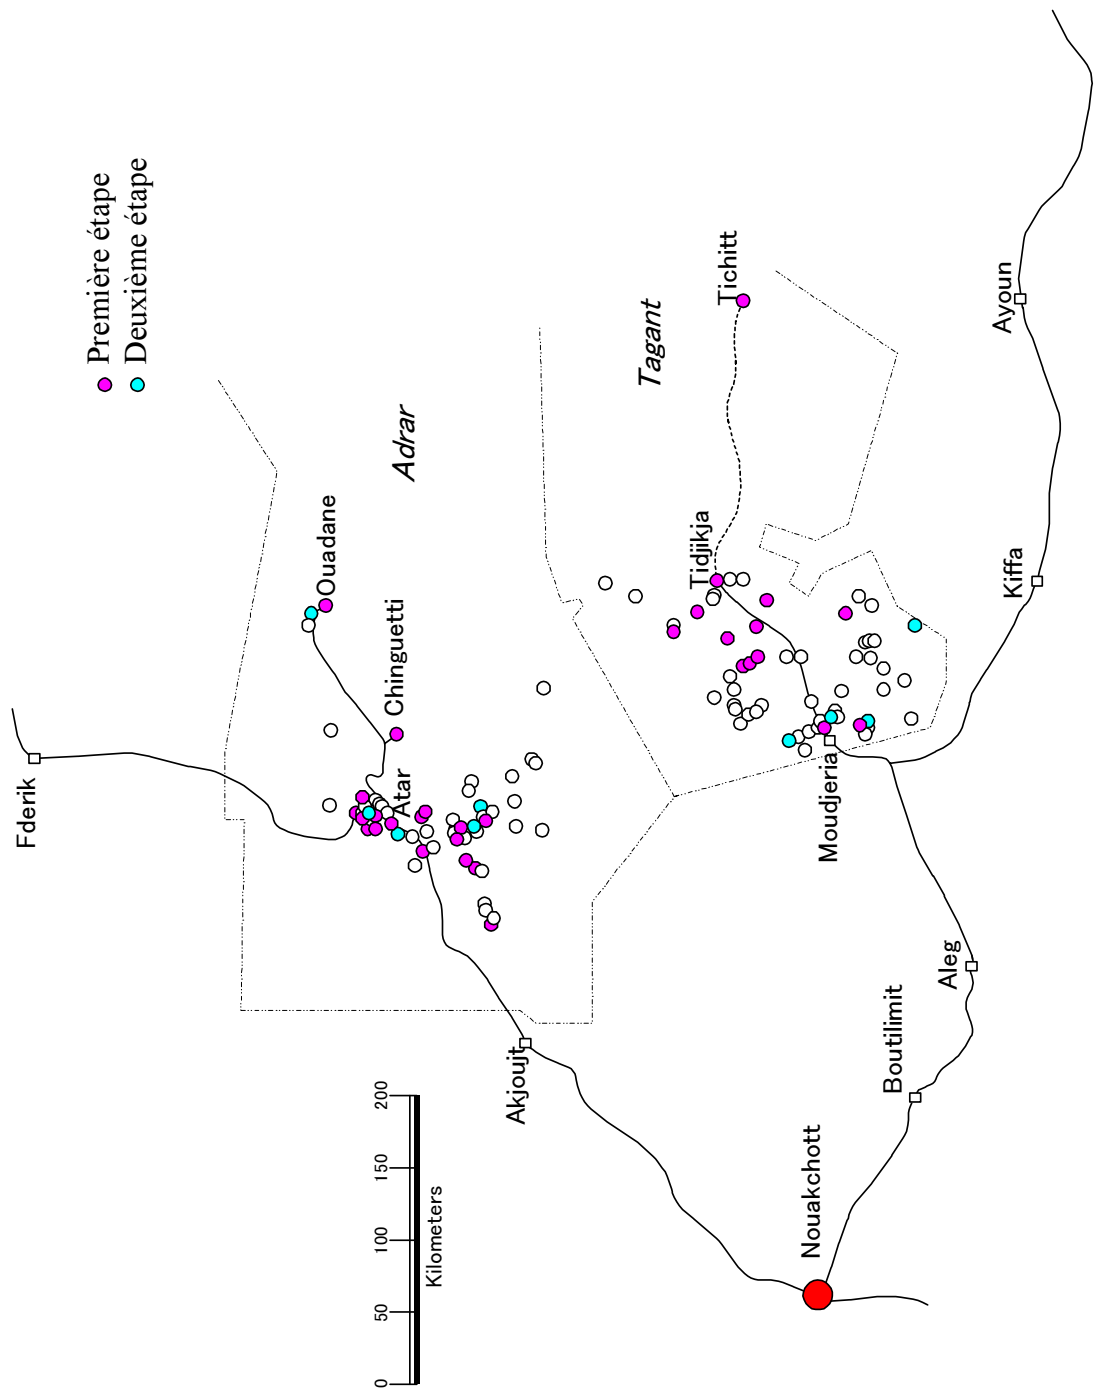 Première étape
Deuxième étape
Fderik
Ouadane
Adrar
Chinguetti
Atar
Tagant
Tichitt
Tidjikja
Moudjeria
Ayoun
Kiffa
Akjoujt
Aleg
Boutilimit
Nouakchott
0 50 100 150 200
Kilometers